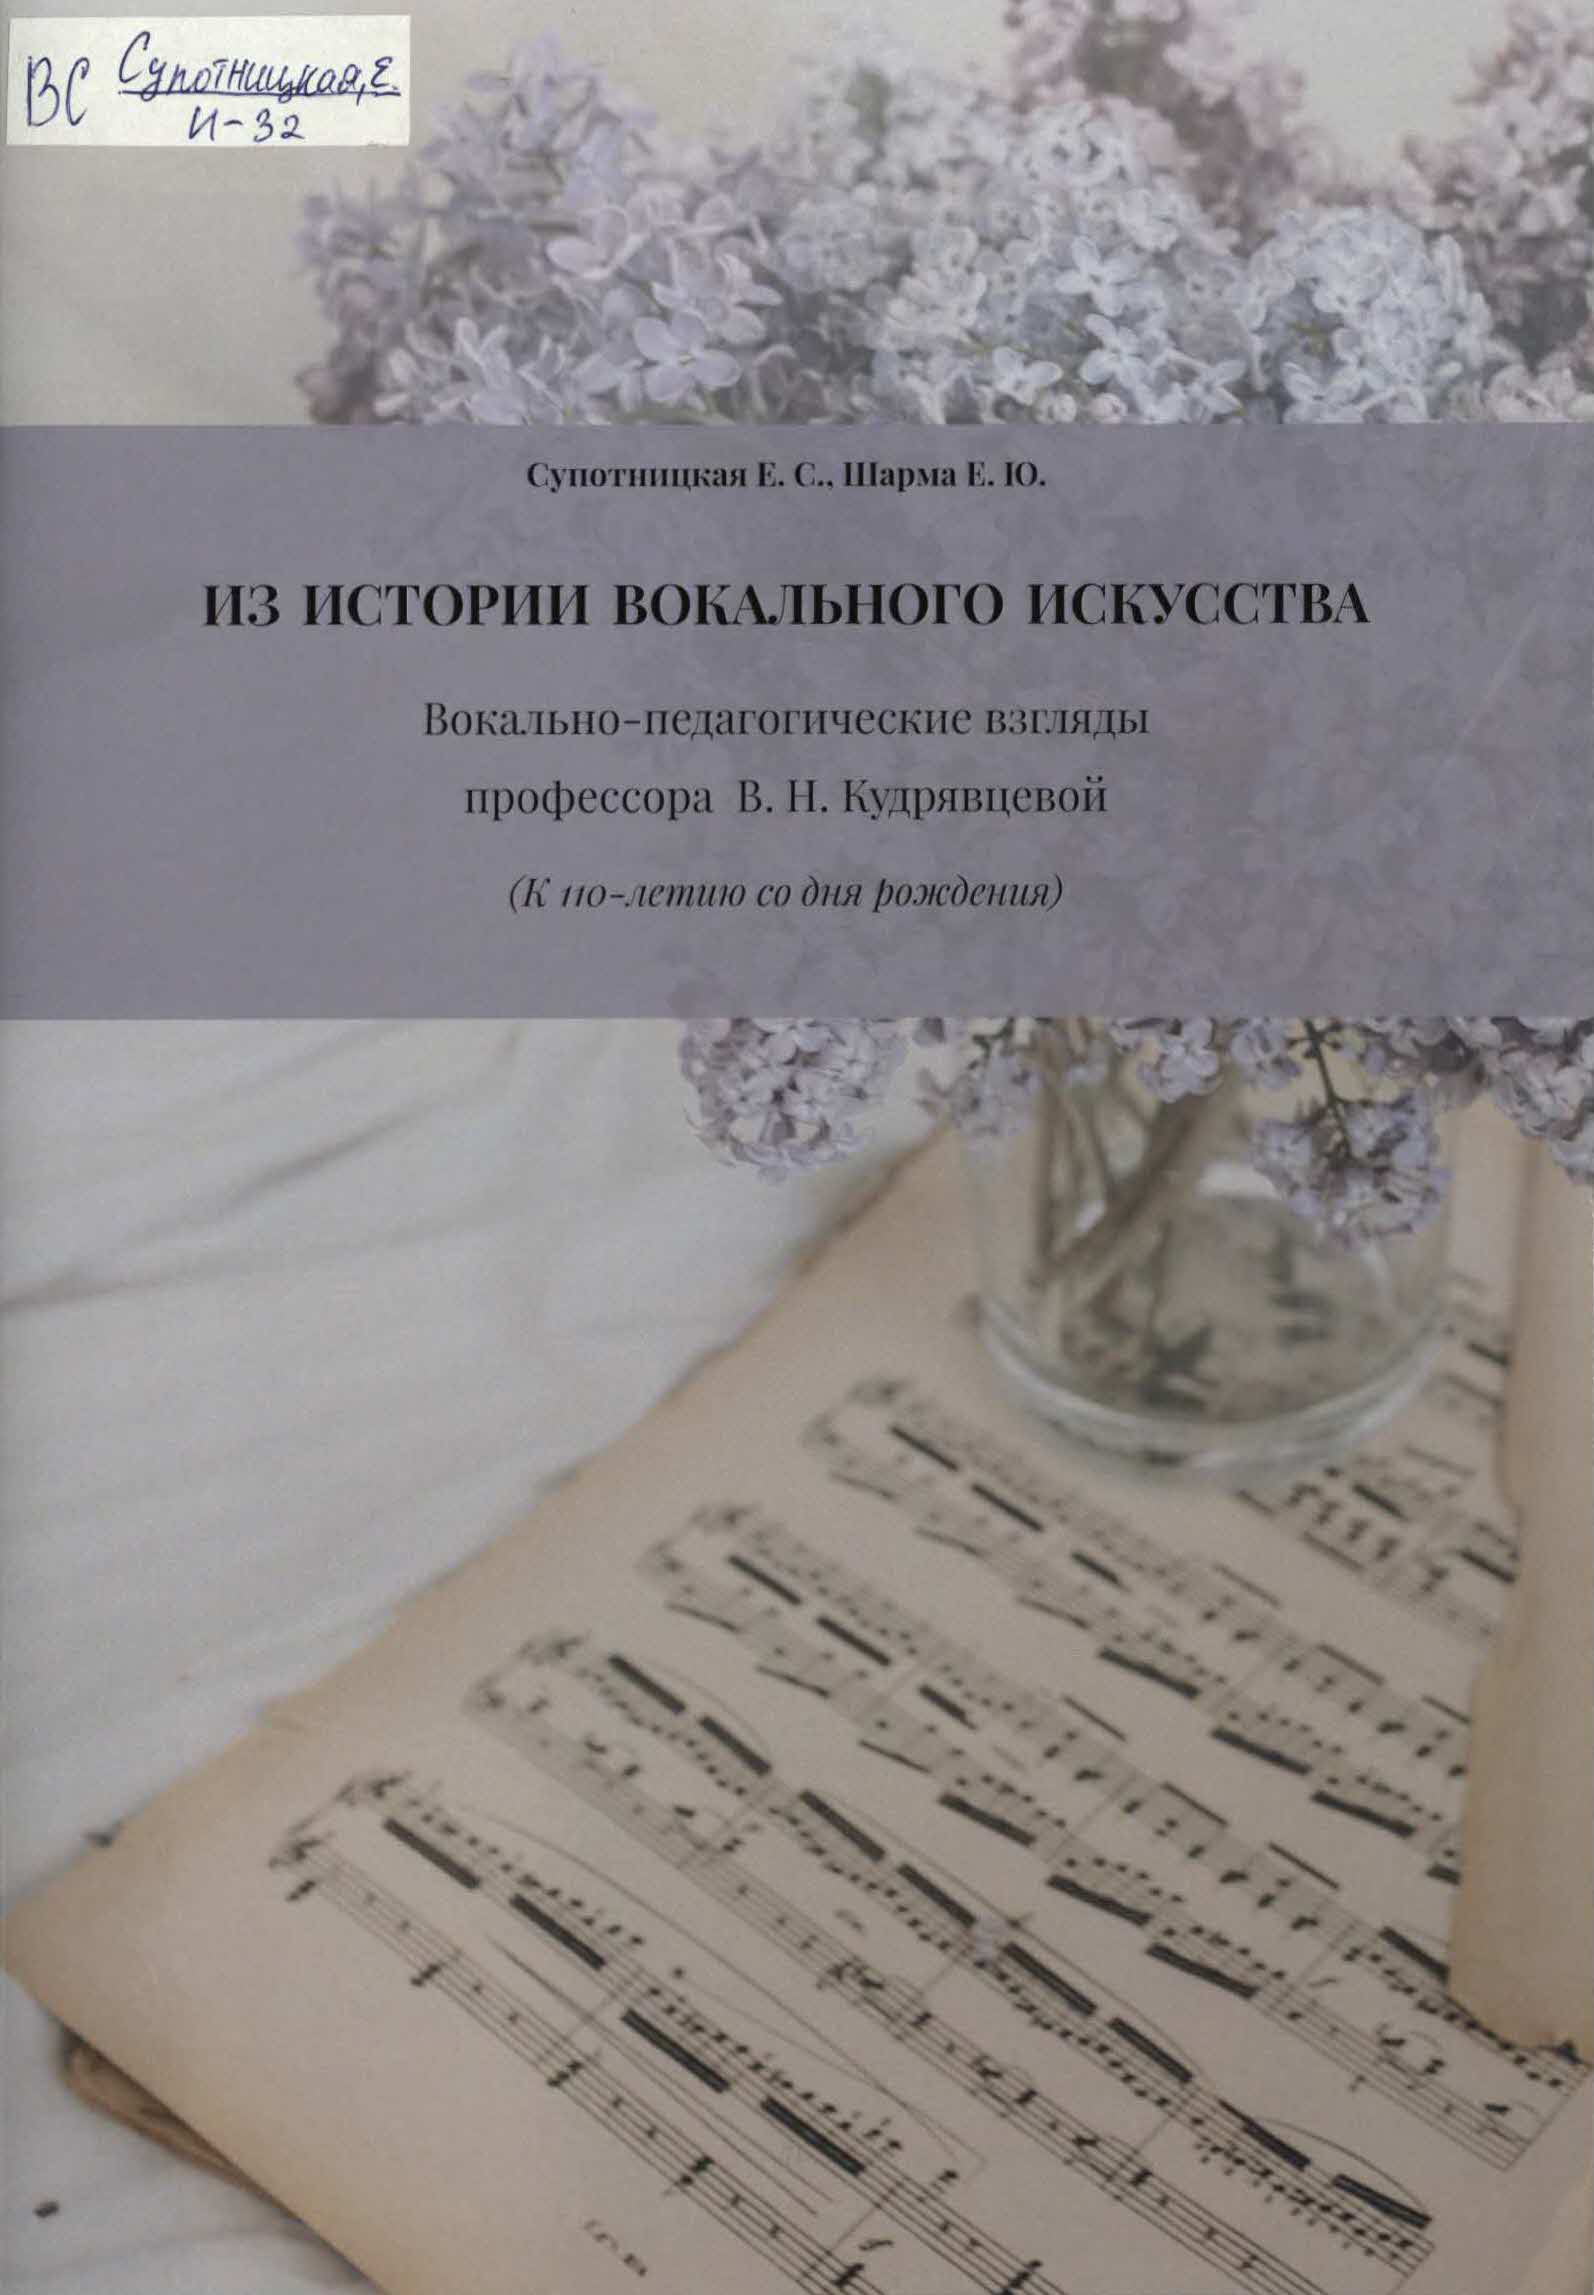 ВС Супотницкая, Е.
И-32
Супотницкая Е. С., Шарма Е. Ю.
ИЗ ИСТОРИИ ВОКАЛЬНОГО ИСКУССТВА
Вокально-педагогические взгляды
профессора В. Н. Кудрявцевой
(К 110-летию со дня рождения)